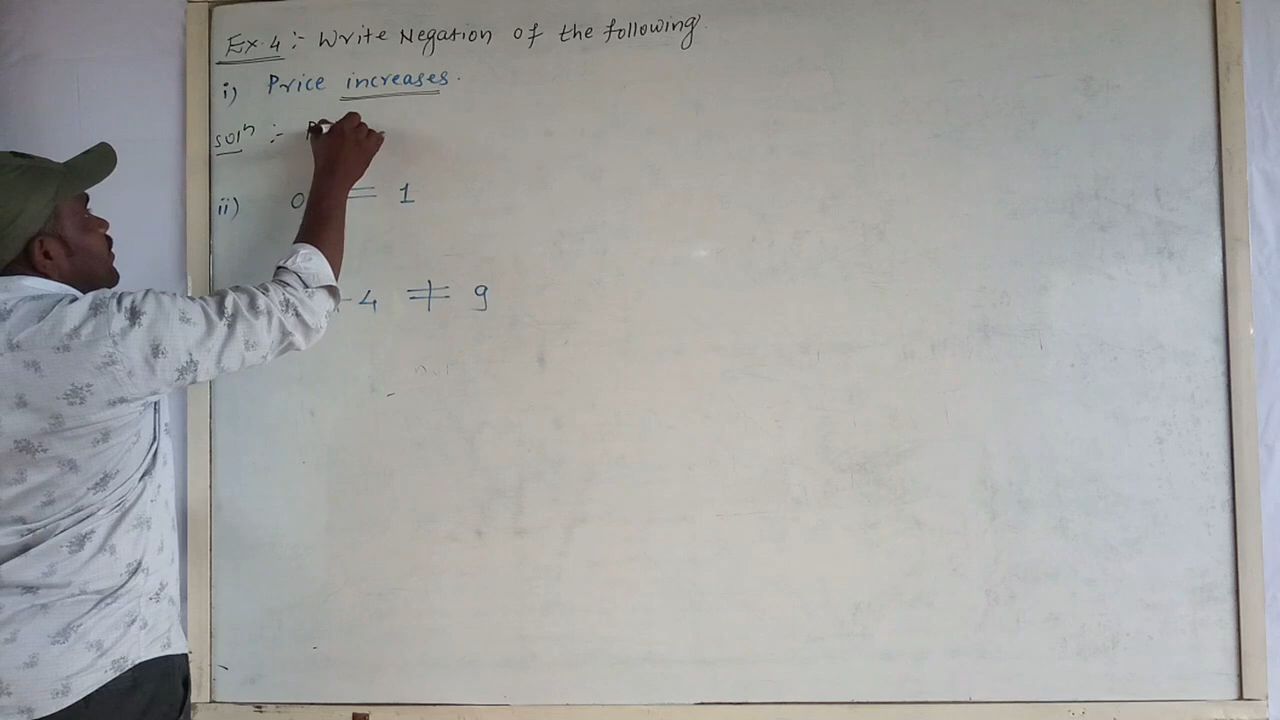 Ex. 4 :- Write Negation of the following.
i) Price increases.
Solⁿ :- P
ii) 0 = 1
4 ≠ 9